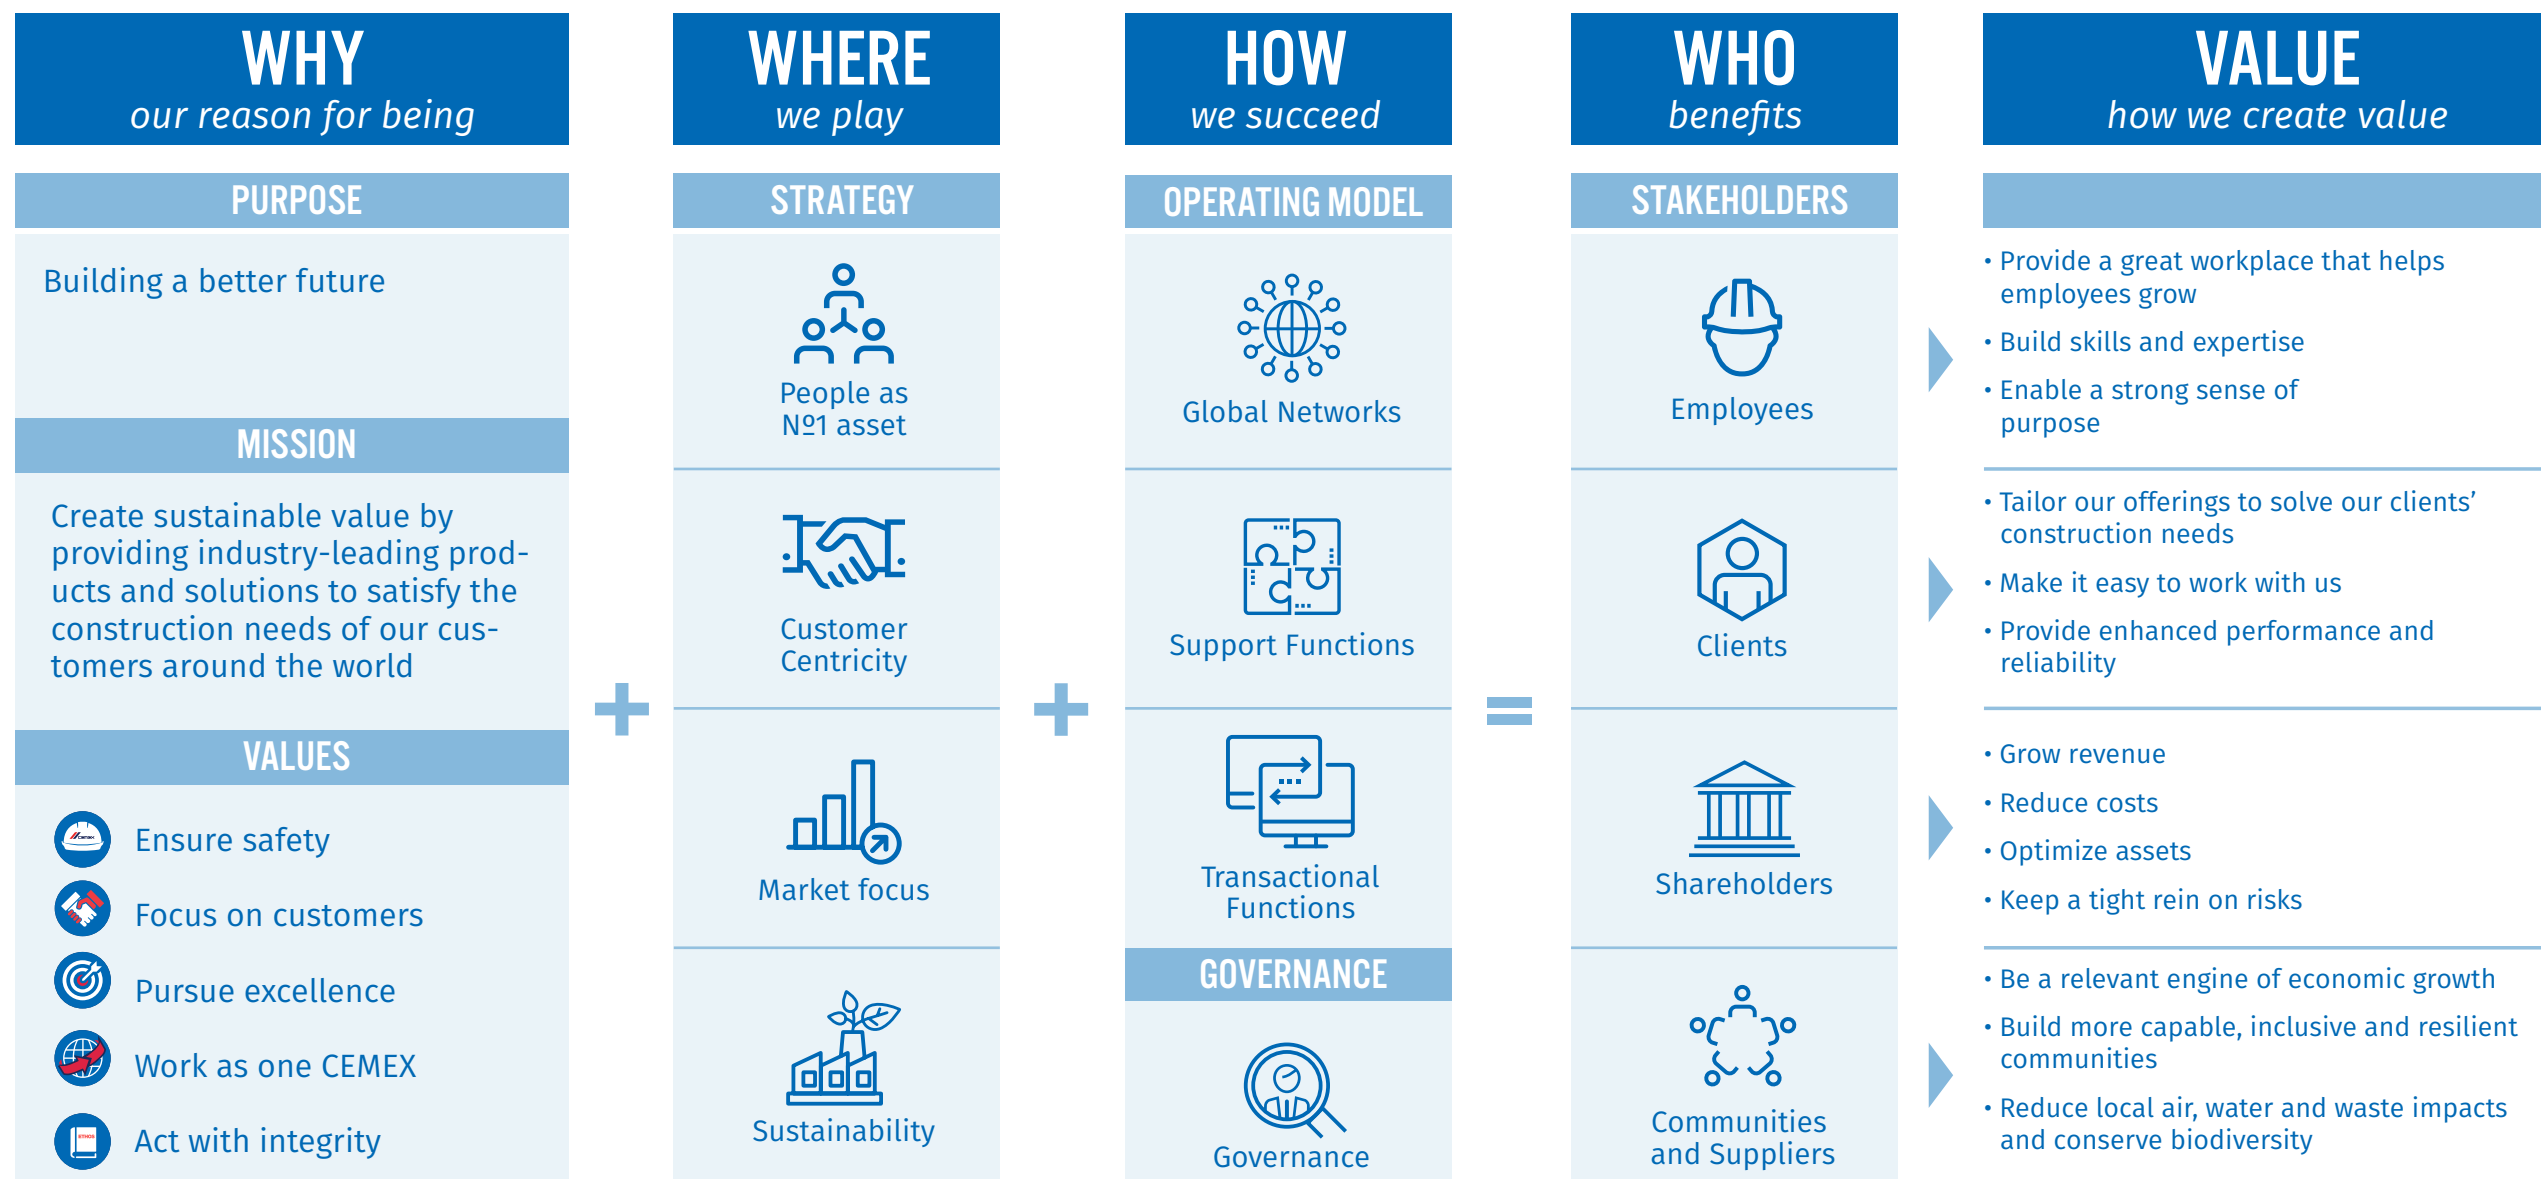 WHY
our reason for being
PURPOSE
Building a better future
MISSION
Create sustainable value by
providing industry-leading prod-
ucts and solutions to satisfy the
construction needs of our cus-
tomers around the world
VALUES
CEMEX
Ensure safety
Focus on customers
Pursue excellence
Work as one CEMEX
ETHOS
Act with integrity
WHERE
we play
STRATEGY
People as
Nº1 asset
Customer
Centricity
Market focus
Sustainability
HOW
we succeed
OPERATING MODEL
Global Networks
Support Functions
Transactional
Functions
GOVERNANCE
Governance
WHO
benefits
STAKEHOLDERS
Employees
Clients
Shareholders
Communities
and Suppliers
VALUE
how we create value
• Provide a great workplace that helps
employees grow
• Build skills and expertise
• Enable a strong sense of
purpose
• Tailor our offerings to solve our clients’
construction needs
• Make it easy to work with us
• Provide enhanced performance and
reliability
• Grow revenue
• Reduce costs
• Optimize assets
• Keep a tight rein on risks
• Be a relevant engine of economic growth
• Build more capable, inclusive and resilient
communities
• Reduce local air, water and waste impacts
and conserve biodiversity